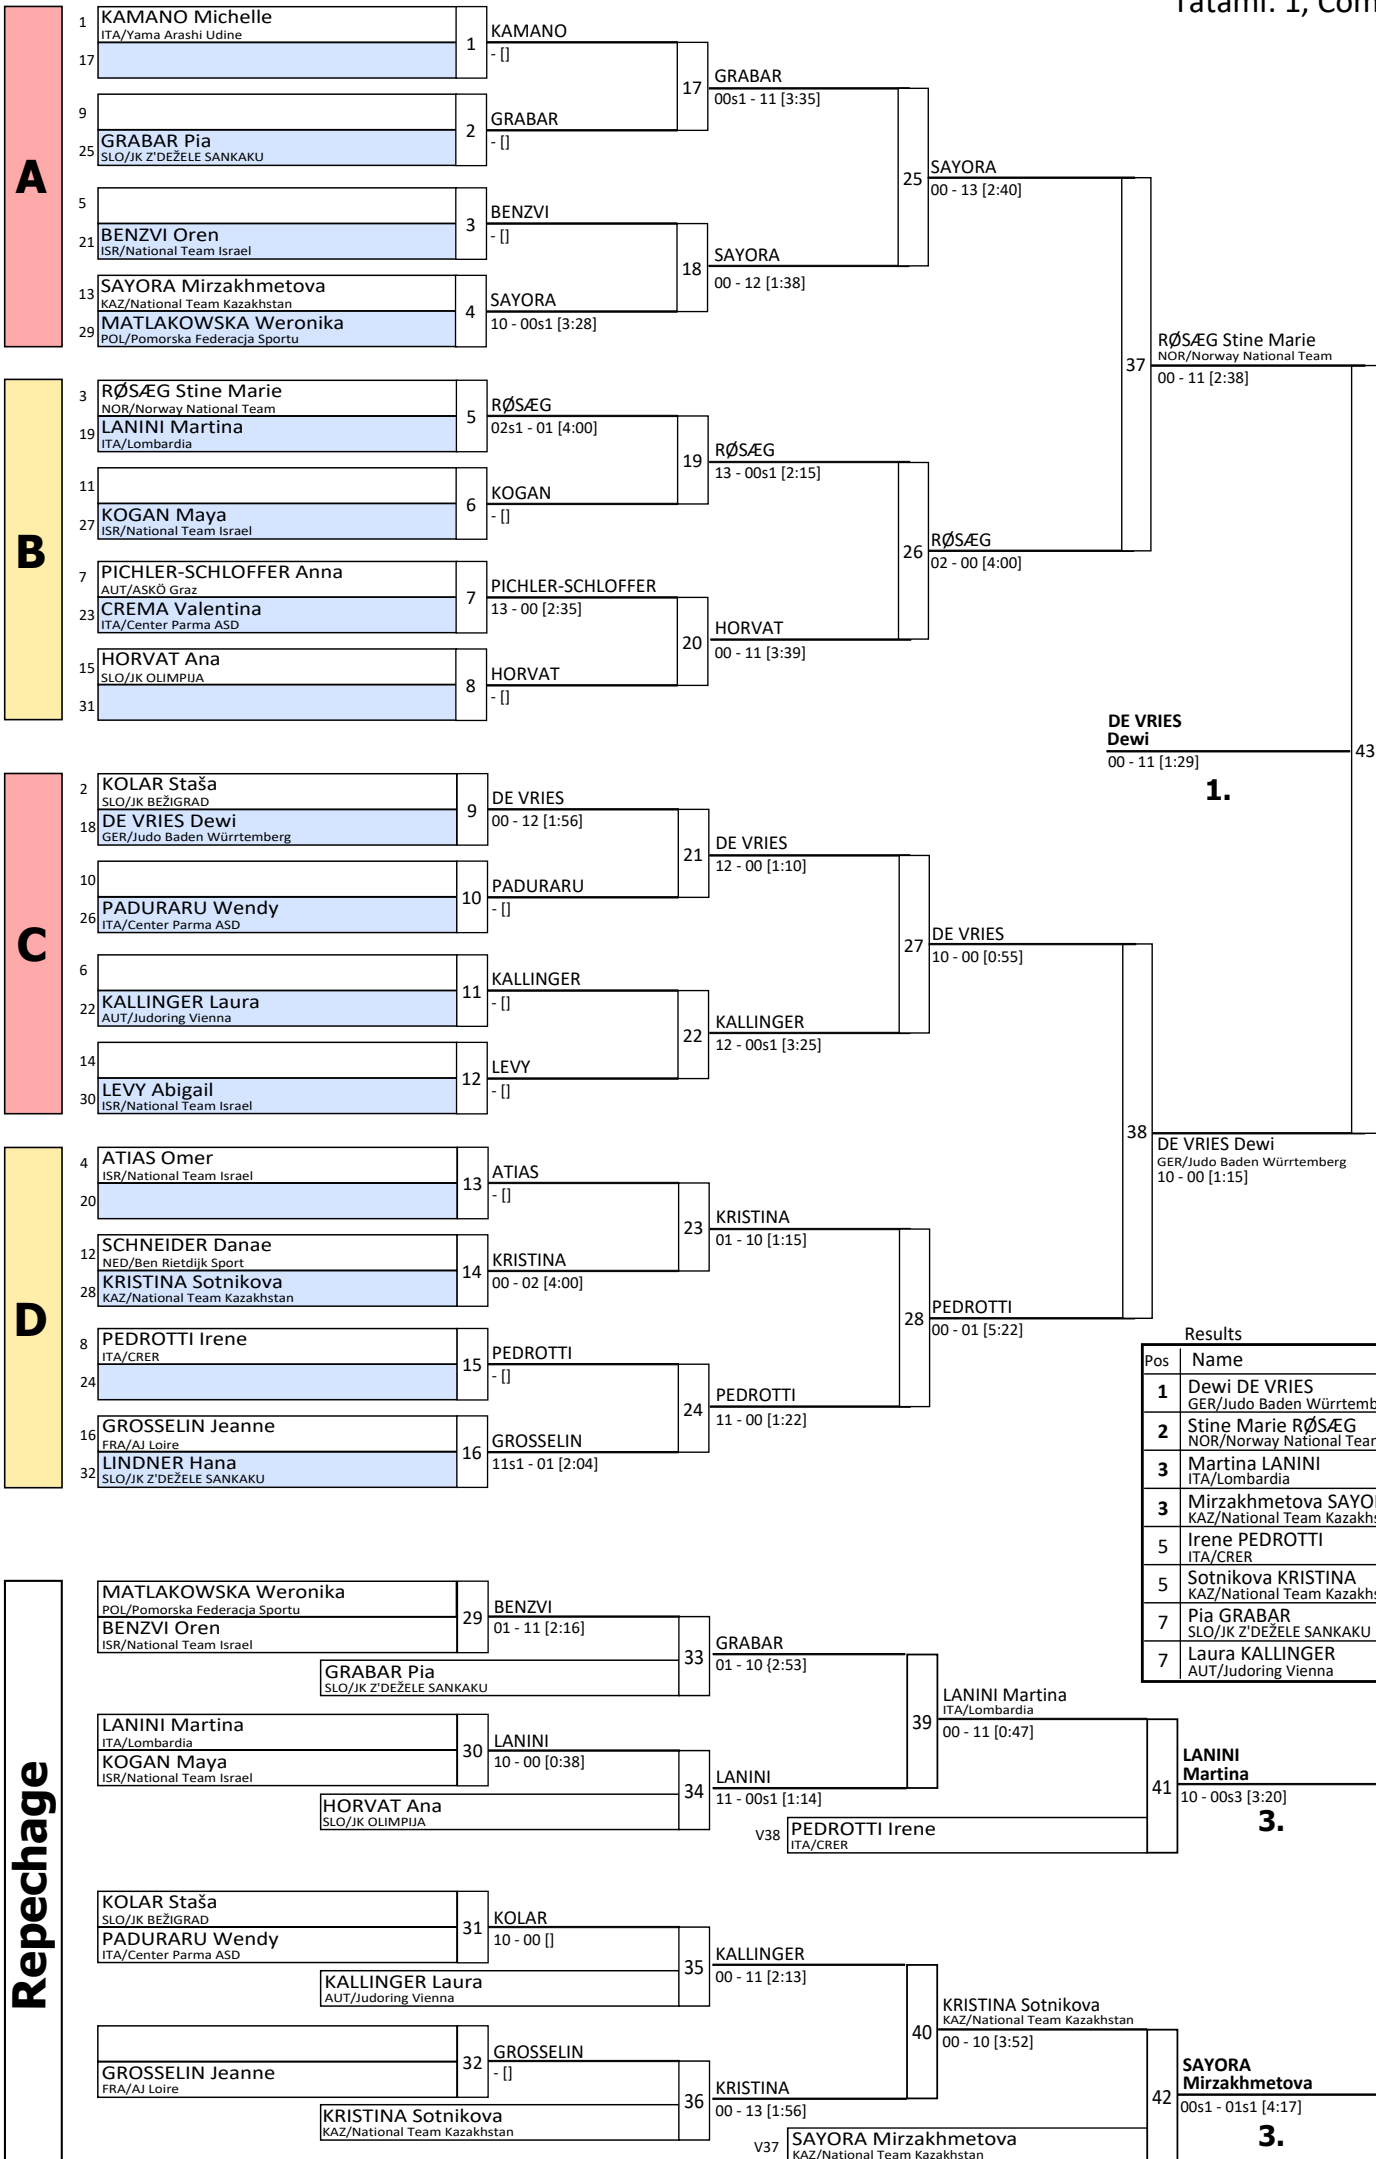 Tatami: 1, Com
A
1 KAMANO Michelle
ITA/Yama Arashi Udine
17
1
KAMANO
- []
9
25 GRABAR Pia
SLO/JK Z'DEŽELE SANKAKU
2
GRABAR
- []
17
GRABAR
00s1 - 11 [3:35]
5
21 BENZVI Oren
ISR/National Team Israel
3
BENZVI
- []
13 SAYORA Mirzakhmetova
KAZ/National Team Kazakhstan
29 MATLAKOWSKA Weronika
POL/Pomorska Federacja Sportu
4
SAYORA
10 - 00s1 [3:28]
18
SAYORA
00 - 12 [1:38]
25
SAYORA
00 - 13 [2:40]
B
3 RØSÆG Stine Marie
NOR/Norway National Team
19 LANINI Martina
ITA/Lombardia
5
RØSÆG
02s1 - 01 [4:00]
11
27 KOGAN Maya
ISR/National Team Israel
6
KOGAN
- []
19
RØSÆG
13 - 00s1 [2:15]
7 PICHLER-SCHLOFFER Anna
AUT/ASKÖ Graz
23 CREMA Valentina
ITA/Center Parma ASD
7
PICHLER-SCHLOFFER
13 - 00 [2:35]
15 HORVAT Ana
SLO/JK OLIMPIJA
31
8
HORVAT
- []
20
HORVAT
00 - 11 [3:39]
26
RØSÆG
02 - 00 [4:00]
37
RØSÆG Stine Marie
NOR/Norway National Team
00 - 11 [2:38]
DE VRIES
Dewi
00 - 11 [1:29]
1.
43
C
2 KOLAR Staša
SLO/JK BEŽIGRAD
18 DE VRIES Dewi
GER/Judo Baden Würrtemberg
9
DE VRIES
00 - 12 [1:56]
10
26 PADURARU Wendy
ITA/Center Parma ASD
10
PADURARU
- []
21
DE VRIES
12 - 00 [1:10]
6
22 KALLINGER Laura
AUT/Judoring Vienna
11
KALLINGER
- []
14
30 LEVY Abigail
ISR/National Team Israel
12
LEVY
- []
22
KALLINGER
12 - 00s1 [3:25]
27
DE VRIES
10 - 00 [0:55]
D
4 ATIAS Omer
ISR/National Team Israel
20
13
ATIAS
- []
12 SCHNEIDER Danae
NED/Ben Rietdijk Sport
28 KRISTINA Sotnikova
KAZ/National Team Kazakhstan
14
KRISTINA
00 - 02 [4:00]
23
KRISTINA
01 - 10 [1:15]
8 PEDROTTI Irene
ITA/CRER
24
15
PEDROTTI
- []
16 GROSSELIN Jeanne
FRA/AJ Loire
32 LINDNER Hana
SLO/JK Z'DEŽELE SANKAKU
16
GROSSELIN
11s1 - 01 [2:04]
24
PEDROTTI
11 - 00 [1:22]
28
PEDROTTI
00 - 01 [5:22]
38
DE VRIES Dewi
GER/Judo Baden Würrtemberg
10 - 00 [1:15]
Results
Pos Name
1 Dewi DE VRIES
GER/Judo Baden Würrtemb
2 Stine Marie RØSÆG
NOR/Norway National Tear
3 Martina LANINI
ITA/Lombardia
3 Mirzakhmetova SAYO
KAZ/National Team Kazakhs
5 Irene PEDROTTI
ITA/CRER
5 Sotnikova KRISTINA
KAZ/National Team Kazakhs
7 Pia GRABAR
SLO/JK Z'DEŽELE SANKAKU
7 Laura KALLINGER
AUT/Judoring Vienna
Repechage
MATLAKOWSKA Weronika
POL/Pomorska Federacja Sportu
BENZVI Oren
ISR/National Team Israel
29
BENZVI
01 - 11 [2:16]
GRABAR Pia
SLO/JK Z'DEŽELE SANKAKU
33
GRABAR
01 - 10 {2:53]
LANINI Martina
ITA/Lombardia
KOGAN Maya
ISR/National Team Israel
30
LANINI
10 - 00 [0:38]
HORVAT Ana
SLO/JK OLIMPIJA
34
LANINI
11 - 00s1 [1:14]
39
LANINI Martina
ITA/Lombardia
00 - 11 [0:47]
V38 PEDROTTI Irene
ITA/CRER
41
LANINI
Martina
10 - 00s3 [3:20]
3.
KOLAR Staša
SLO/JK BEŽIGRAD
PADURARU Wendy
ITA/Center Parma ASD
31
KOLAR
10 - 00 []
KALLINGER Laura
AUT/Judoring Vienna
35
KALLINGER
00 - 11 [2:13]
GROSSELIN Jeanne
FRA/AJ Loire
32
GROSSELIN
- []
KRISTINA Sotnikova
KAZ/National Team Kazakhstan
36
KRISTINA
00 - 13 [1:56]
40
KRISTINA Sotnikova
KAZ/National Team Kazakhstan
00 - 10 [3:52]
V37 SAYORA Mirzakhmetova
KAZ/National Team Kazakhstan
42
SAYORA
Mirzakhmetova
00s1 - 01s1 [4:17]
3.